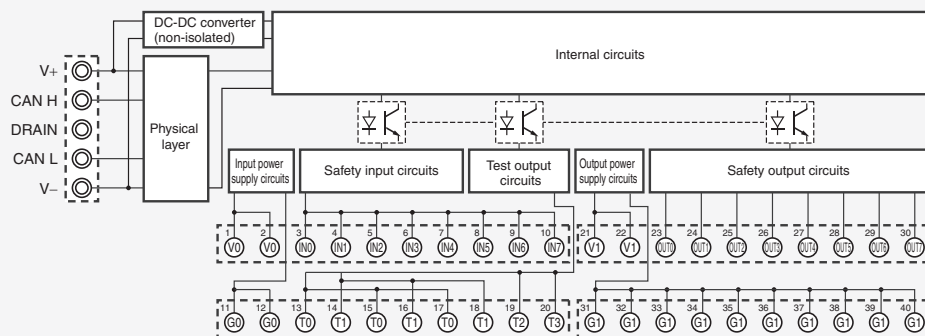 DC-DC converter
(non-isolated)
Internal circuits
V+
CAN H
DRAIN
CAN L
V−
Physical
layer
Input power
supply circuits
Safety input circuits
Test output
circuits
Output power
supply circuits
Safety output circuits
1 2 3 4 5 6 7 8 9 10
V0 V0 IN0 IN1 IN2 IN3 IN4 IN5 IN6 IN7
21 22 23 24 25 26 27 28 29 30
V1 V1 OUT0 OUT1 OUT2 OUT3 OUT4 OUT5 OUT6 OUT7
11 12 13 14 15 16 17 18 19 20
G0 G0 T0 T1 T0 T1 T0 T1 T2 T3
31 32 33 34 35 36 37 38 39 40
G1 G1 G1 G1 G1 G1 G1 G1 G1 G1